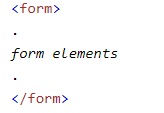 <form>
.
form elements
.
</form>